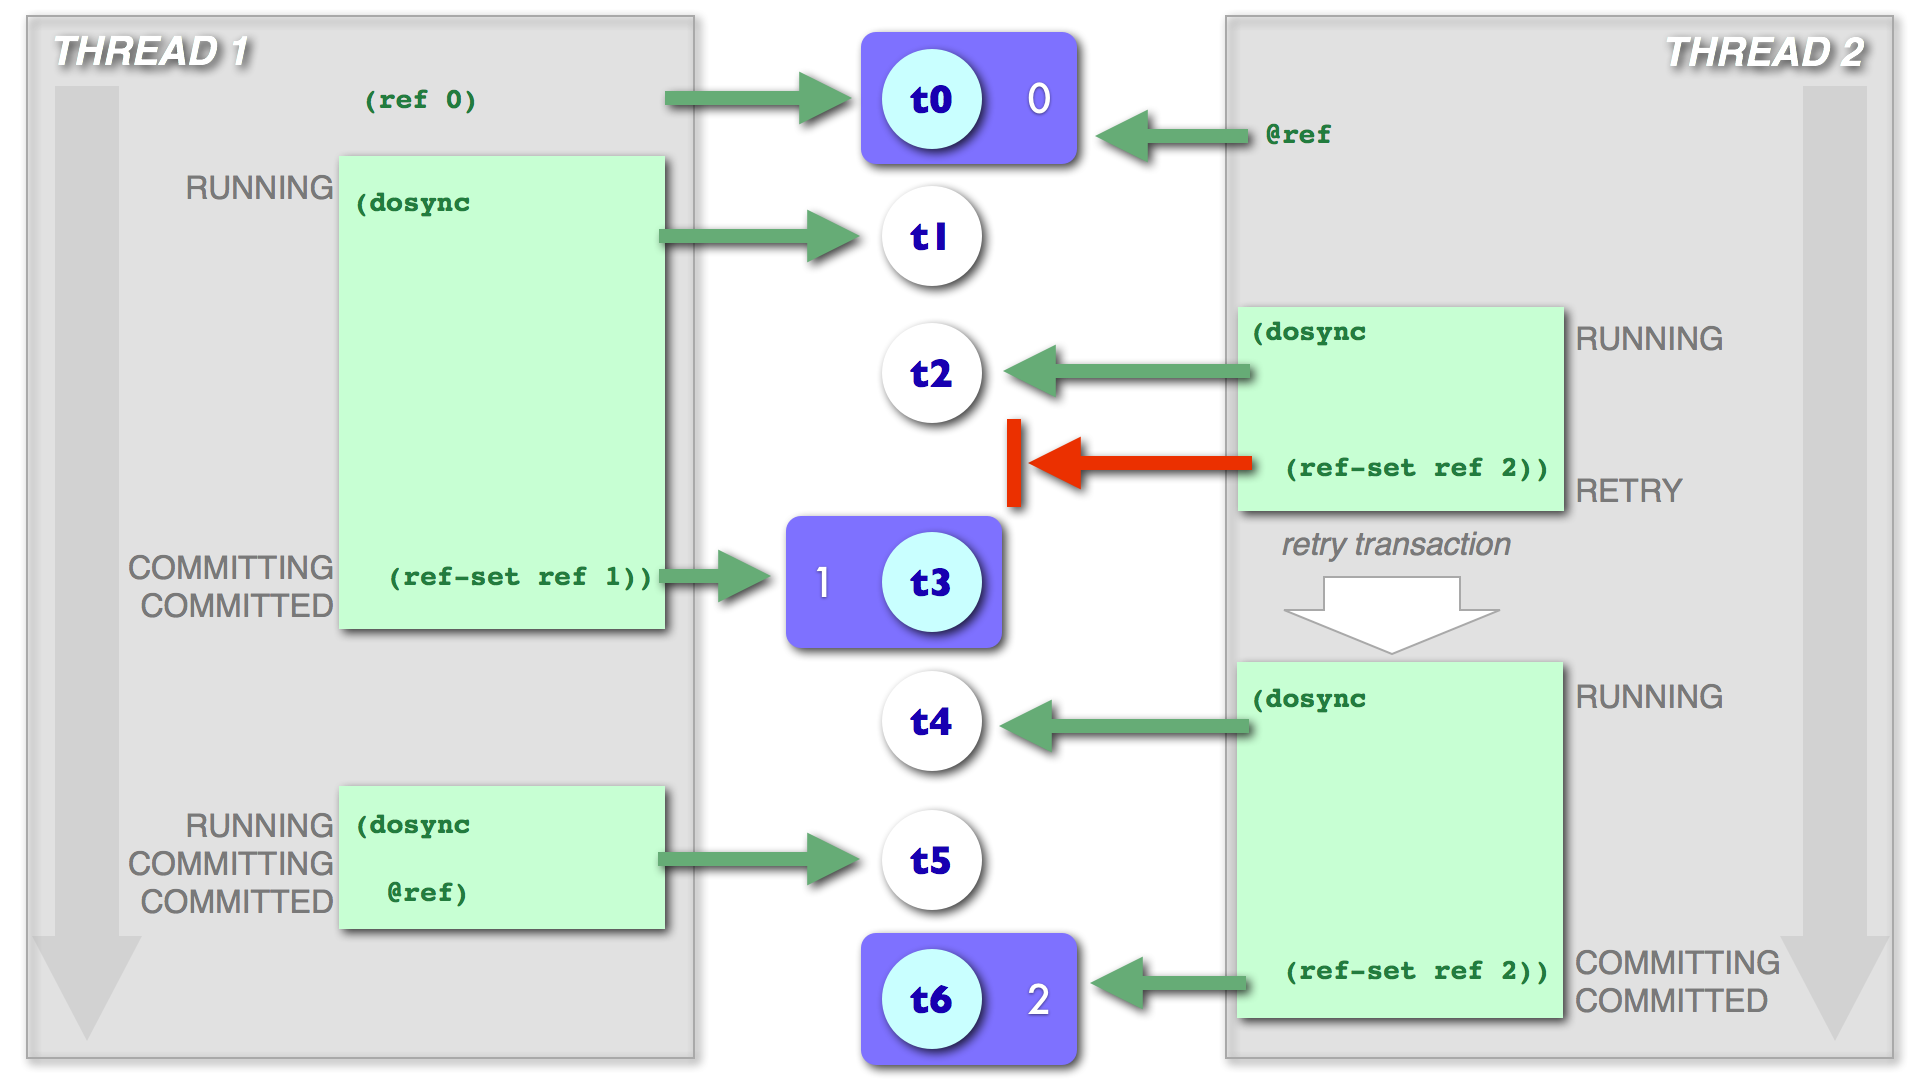 THREAD 1
THREAD 2
(ref 0)
t0 0
@ref
RUNNING
(dosync
t1
(dosync
RUNNING
t2
(ref-set ref 2))
RETRY
retry transaction
COMMITTING
COMMITTED
(ref-set ref 1))
1 t3
(dosync
RUNNING
t4
RUNNING
COMMITTING
COMMITTED
(dosync
@ref)
t5
(ref-set ref 2))
COMMITTING
COMMITTED
t6 2